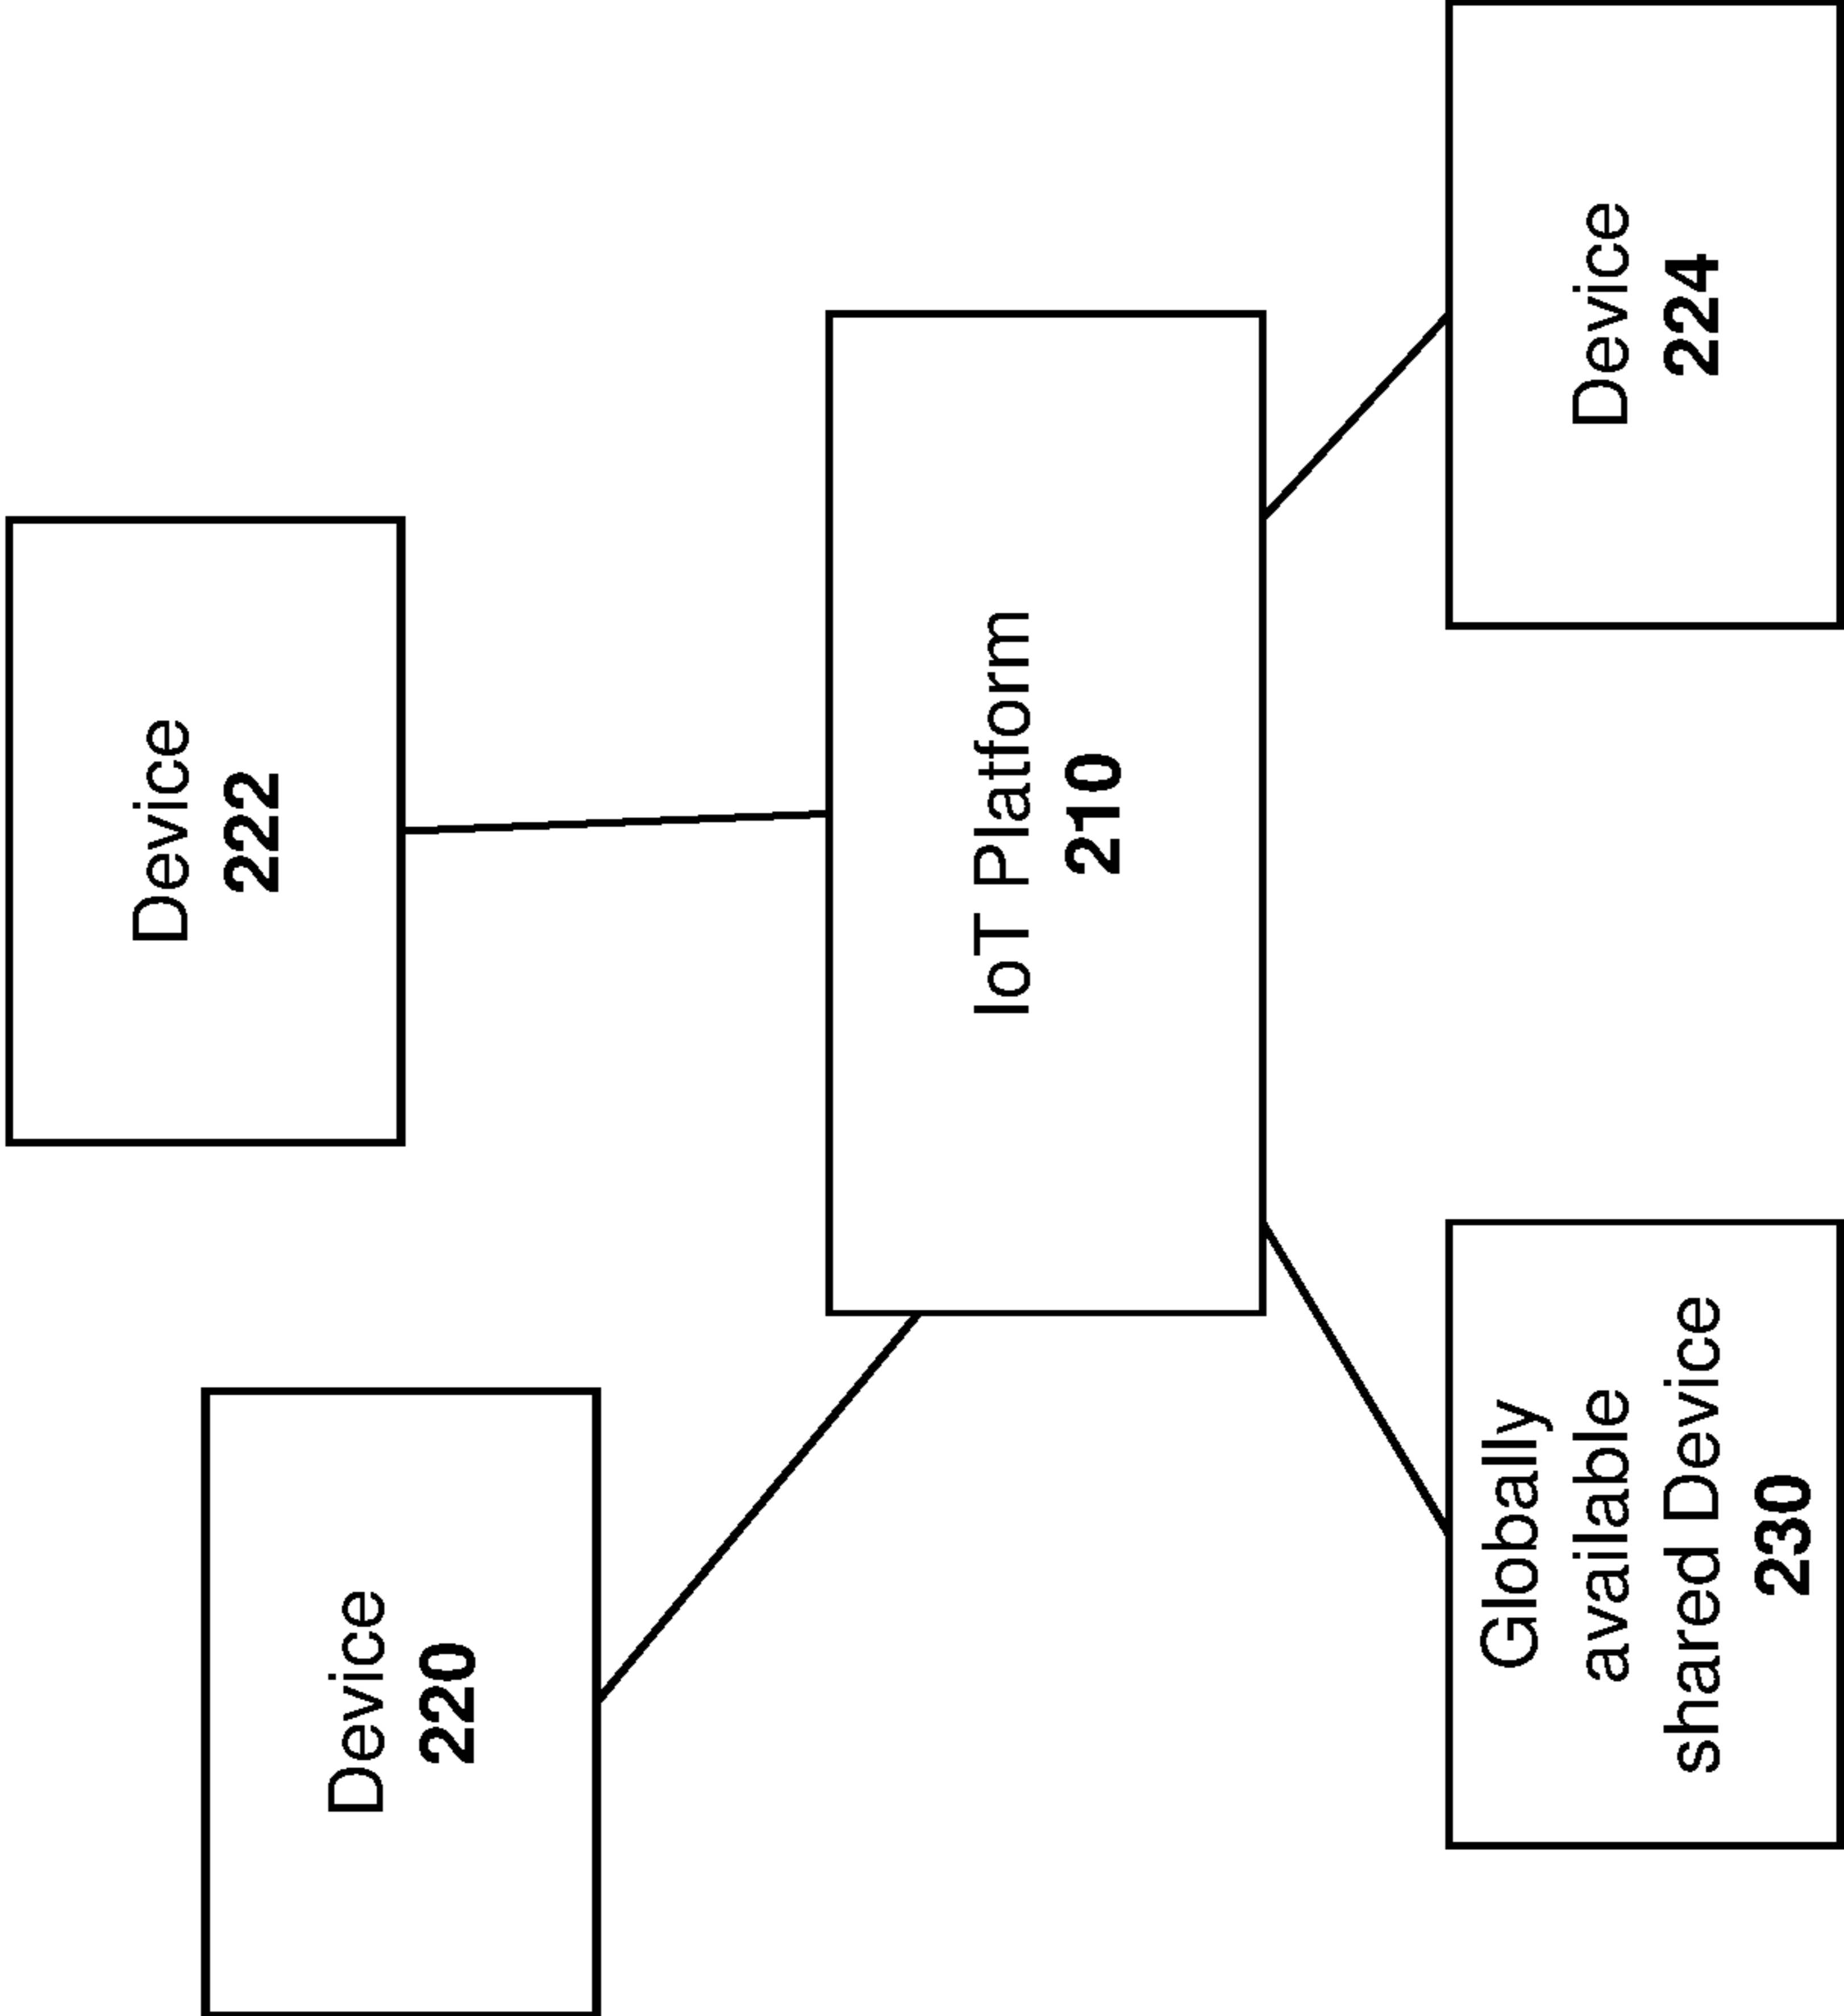 Device
222
Device
220
IoT Platform
210
Device
224
Globally
available
shared Device
230